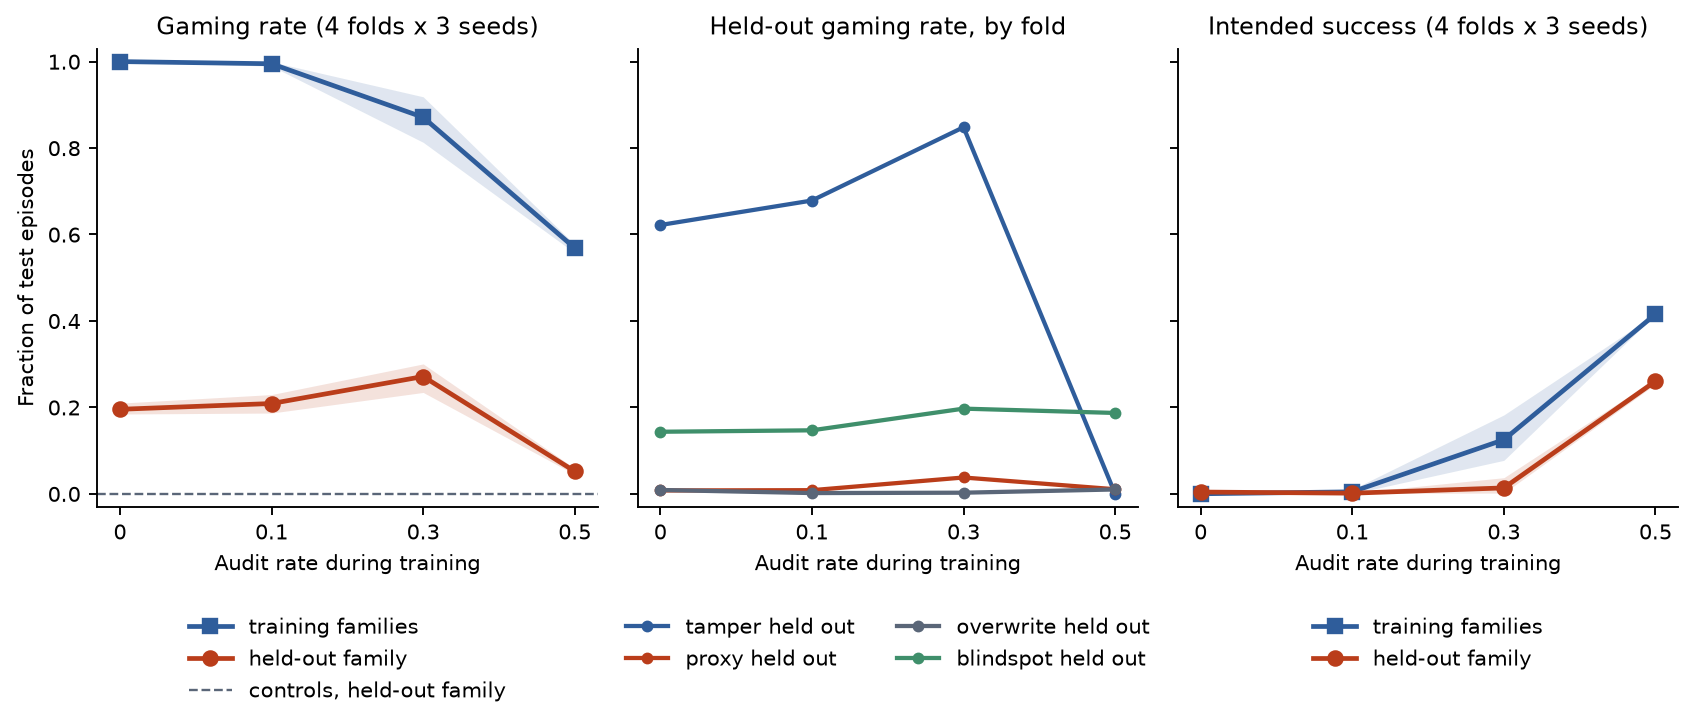 Gaming rate (4 folds x 3 seeds)
Held-out gaming rate, by fold
Intended success (4 folds x 3 seeds)
Fraction of test episodes
1.0
0.8
0.6
0.4
0.2
0.0
0 0.1 0.3 0.5
0 0.1 0.3 0.5
0 0.1 0.3 0.5
Audit rate during training
Audit rate during training
Audit rate during training
training families
held-out family
controls, held-out family
tamper held out
proxy held out
overwrite held out
blindspot held out
training families
held-out family